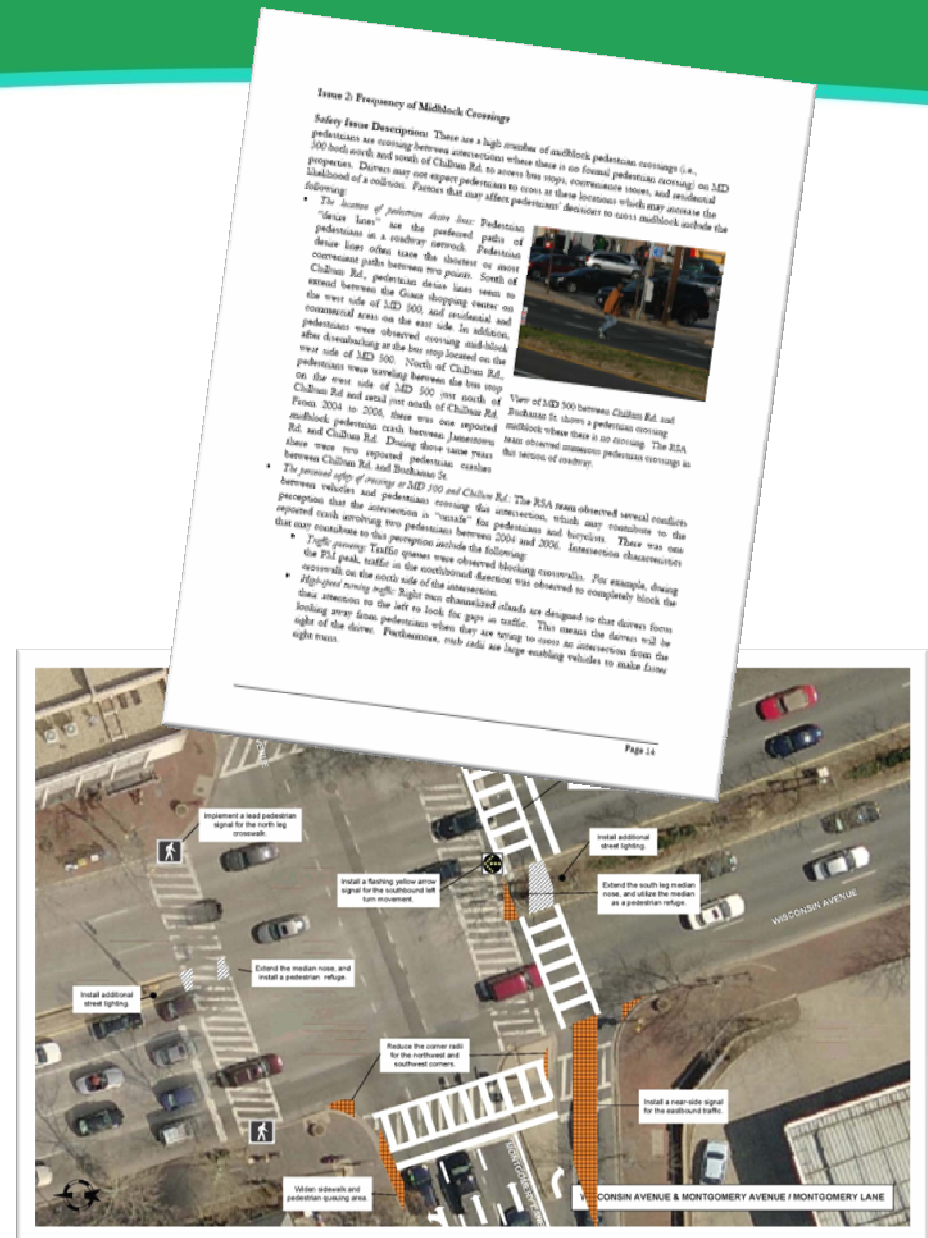 Issue 2: Frequency of Midblock Crossings
Safety Issue Description: There are a high number of midblock pedestrian crossings (i.e.,
pedestrians are crossing between intersections where there is no formal pedestrian crossing) on MD
500 both north and south of Chillum Rd. to access bus stops, convenience stores, and residential
properties. Drivers may not expect pedestrians to cross at these locations which may increase the
likelihood of a collision. Factors that may affect pedestrians' decisions to cross midblock include the
following:
• The location of pedestrian desire lines: Pedestrian
"desire lines" are the preferred paths of
pedestrians in a roadway network. Pedestrian
desire lines often trace the shortest or most
convenient paths between two points. South of
Chillum Rd., pedestrian desire lines seem to
extend between the Giant shopping center on
the west side of MD 500, and residential and
commercial areas on the east side. In addition,
pedestrians were observed crossing mid-block
after disembarking at the bus stop located on the
west side of MD 500. North of Chillum Rd.,
pedestrians were traveling between the bus stop
on the west side of MD 500 just north of
Chillum Rd and retail just north of Chillum Rd.
From 2004 to 2006, there was one reported
midblock pedestrian crash between Jamestown
Rd. and Chillum Rd. During those same years
there were two reported pedestrian crashes
between Chillum Rd. and Buchanan St.
View of MD 500 between Chillum Rd. and
Buchanan St. shows a pedestrian crossing
midblock where there is no crossing. The RSA
team observed numerous pedestrian crossings in
this section of roadway.
• The perceived safety of crossings at MD 500 and Chillum Rd.: The RSA team observed several conflicts
between vehicles and pedestrians crossing this intersection, which may contribute to the
perception that the intersection is "unsafe" for pedestrians and bicyclists. There was one
reported crash involving two pedestrians between 2004 and 2006. Intersection characteristics
that may contribute to this perception include the following:
• Traffic queuing: Traffic queues were observed blocking crosswalks. For example, during
the PM peak, traffic in the northbound direction was observed to completely block the
crosswalk on the north side of the intersection.
• High-speed turning traffic: Right turn channelized islands are designed so that drivers focus
their attention to the left to look for gaps in traffic. This means the drivers will be
looking away from pedestrians when they are trying to cross an intersection from the
right of the driver. Furthermore, curb radii are large enabling vehicles to make faster
right turns.
Page 14
Implement a lead pedestrian
signal for the north leg
crosswalk.
Install additional
street lighting.
Install a flashing yellow arrow
signal for the southbound left
turn movement.
Extend the south leg median
nose, and utilize the median
as a pedestrian refuge.
WISCONSIN AVENUE
Extend the median nose, and
install a pedestrian refuge.
Install additional
street lighting.
Reduce the corner radii
for the northwest and
southwest corners.
Install a near-side signal
for the eastbound traffic.
Widen sidewalk and
pedestrian queuing area.
CONSIN AVENUE & MONTGOMERY AVENUE / MONTGOMERY LANE